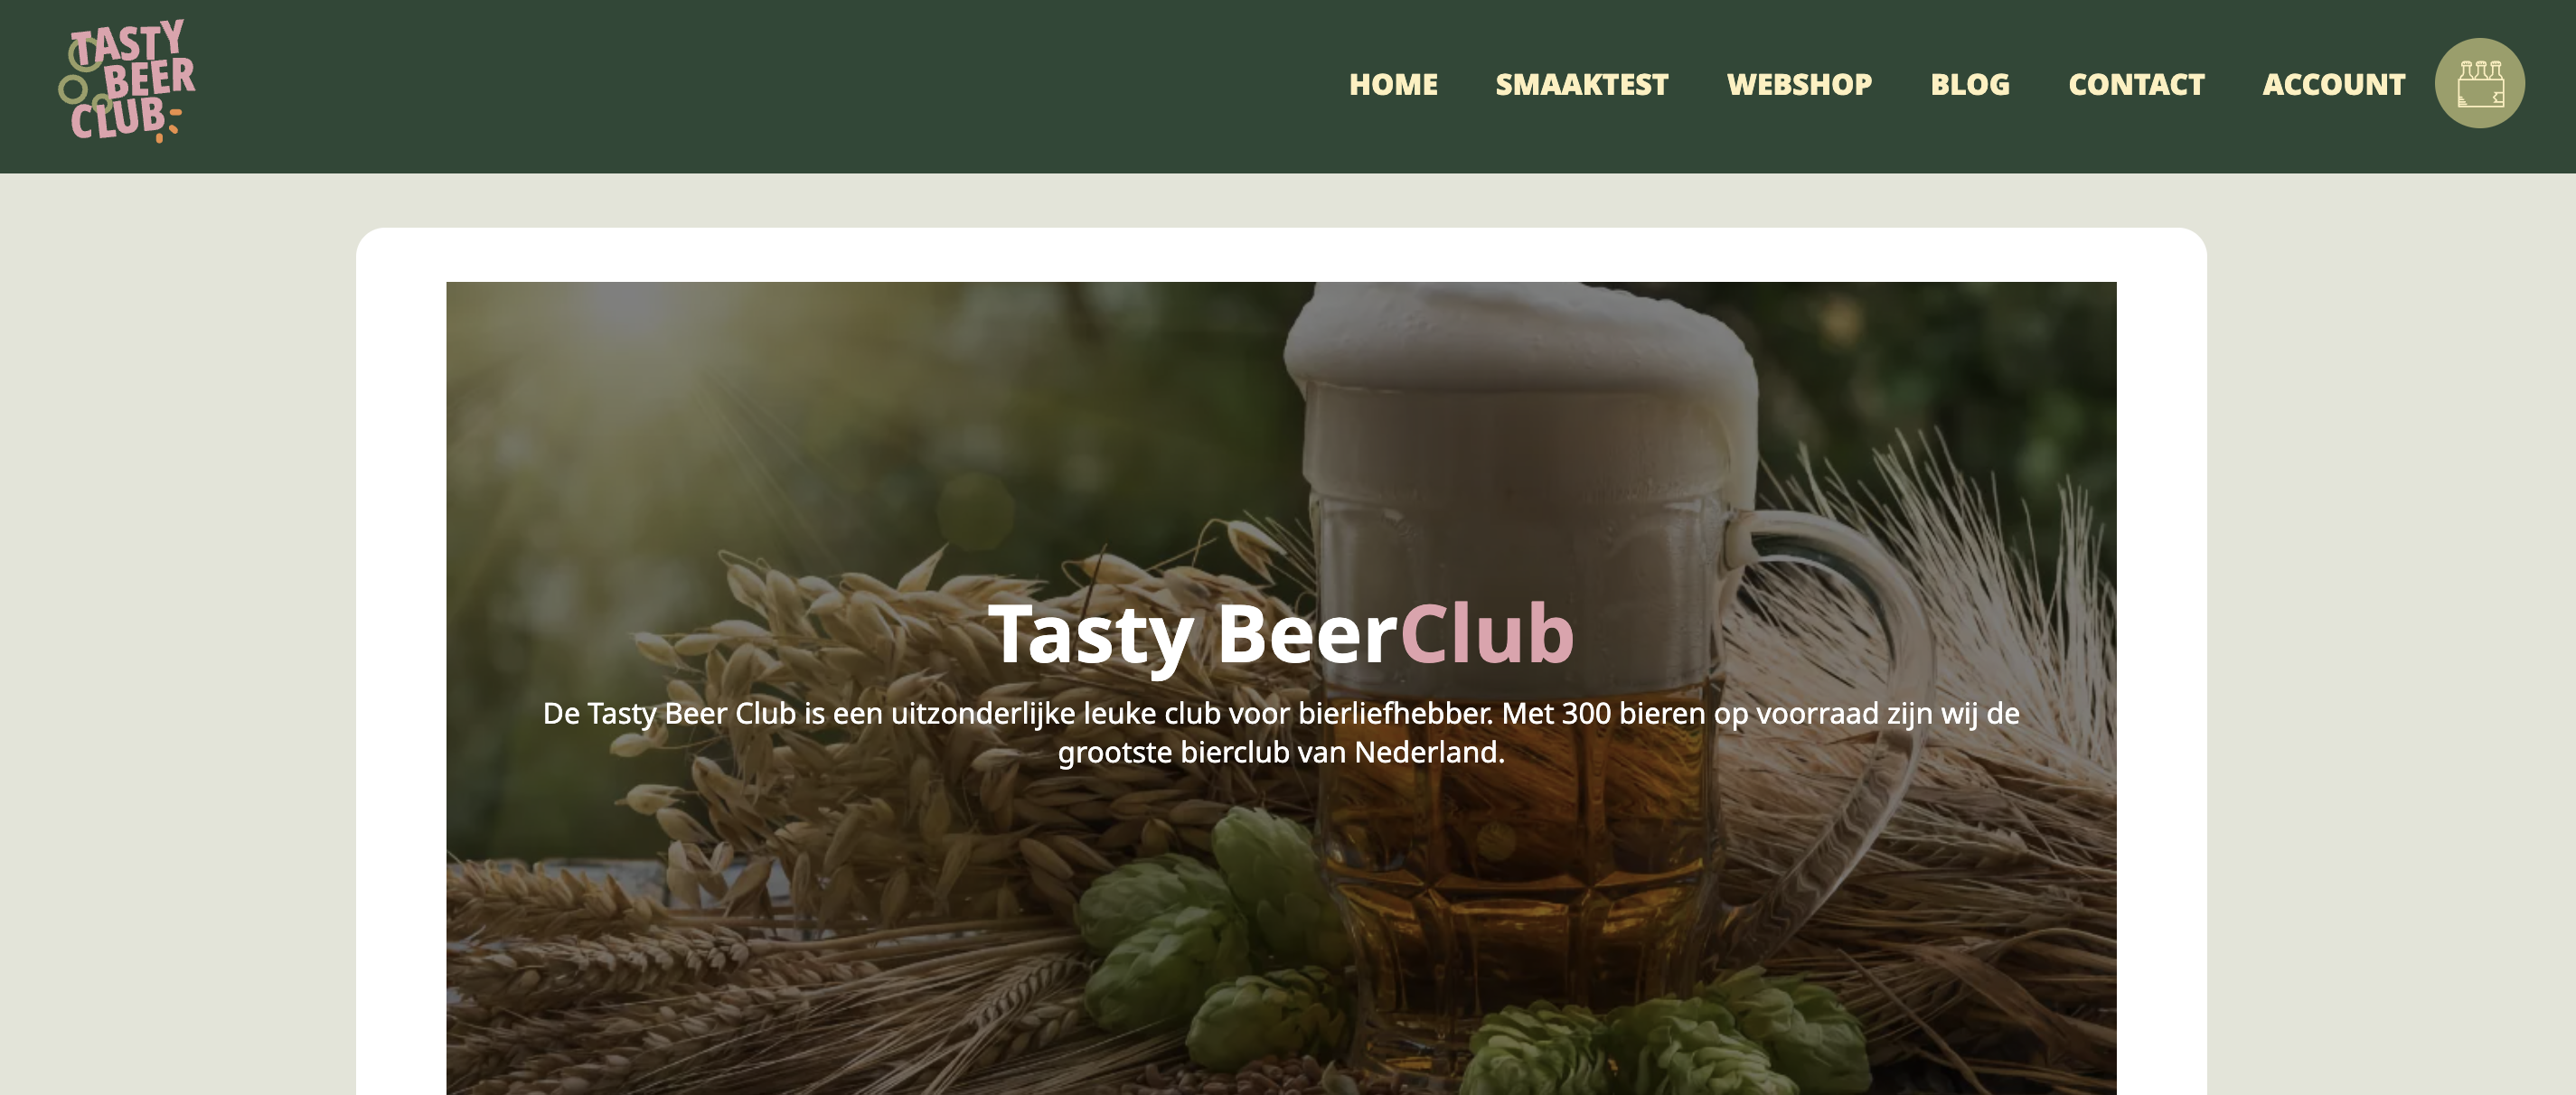 TASTY
BEER
CLUB
HOME SMAAKTEST WEBSHOP BLOG CONTACT ACCOUNT
Tasty BeerClub
De Tasty Beer Club is een uitzonderlijke leuke club voor bierliefhebber. Met 300 bieren op voorraad zijn wij de
grootste bierclub van Nederland.